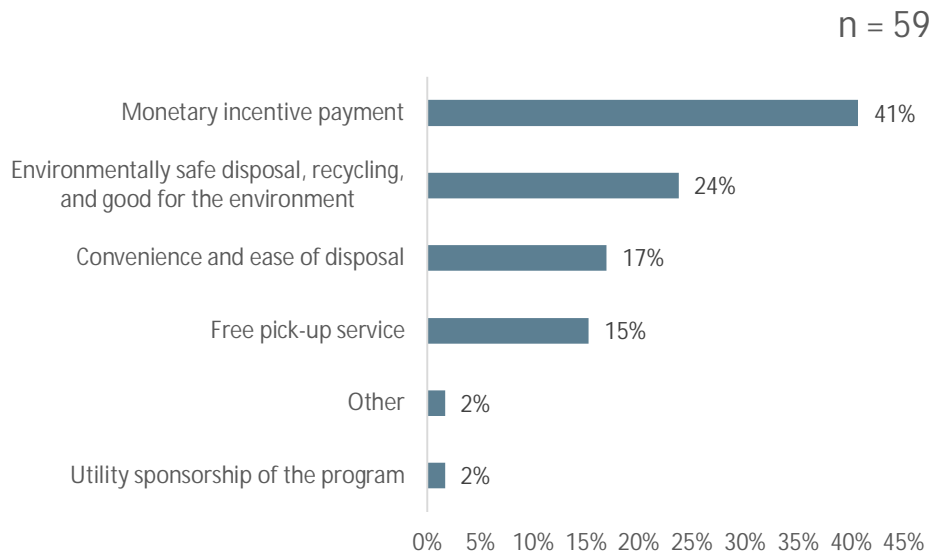 n = 59
Monetary incentive payment
41%
Environmentally safe disposal, recycling,
and good for the environment
24%
Convenience and ease of disposal
17%
Free pick-up service
15%
Other
2%
Utility sponsorship of the program
2%
0% 5% 10% 15% 20% 25% 30% 35% 40% 45%